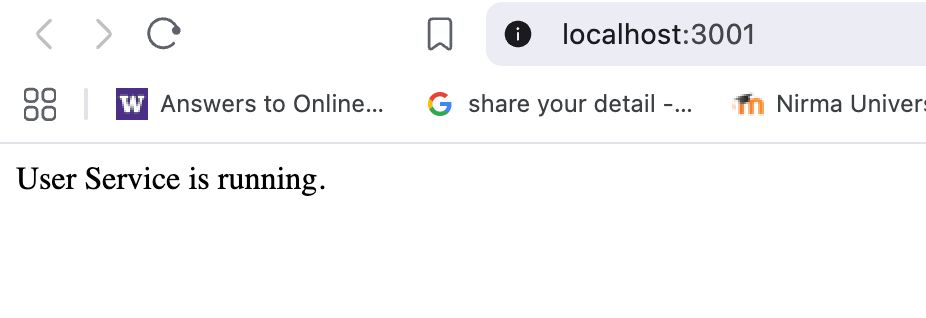 localhost:3001
W Answers to Online... G share your detail -... Nirma Univers
User Service is running.